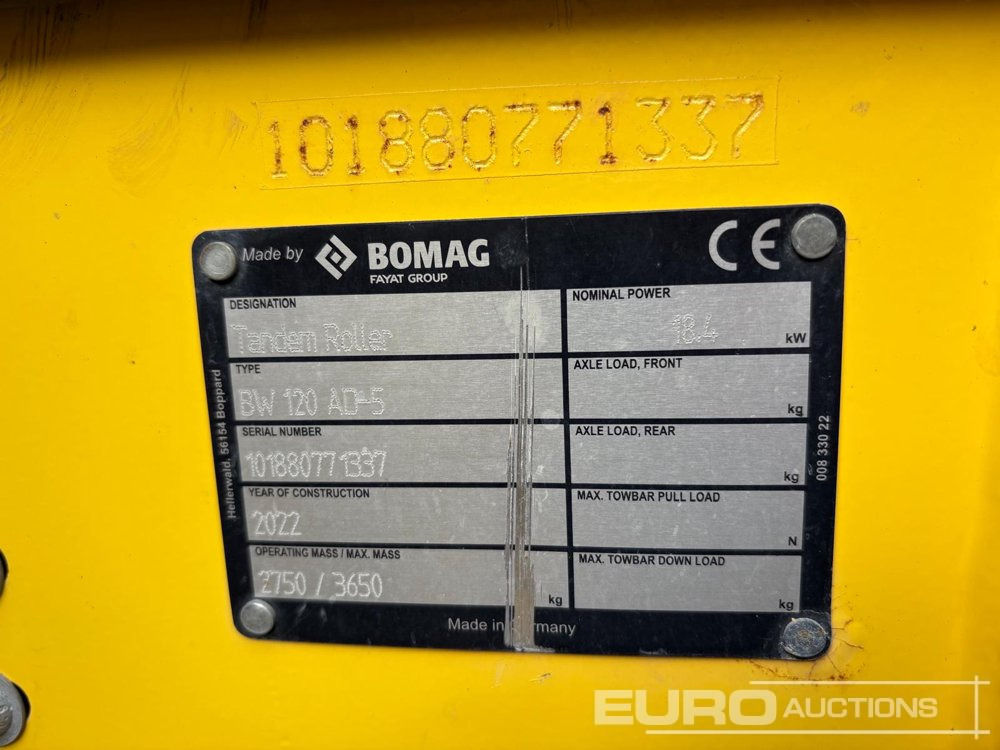 101880771337
Made by BOMAG
FAYAT GROUP
CE
DESIGNATION
Tandem Roller
TYPE
BW 120 AD-5
SERIAL NUMBER
101880771337
YEAR OF CONSTRUCTION
2022
OPERATING MASS / MAX. MASS
2750 / 3650 kg
NOMINAL POWER
18.4 kW
AXLE LOAD, FRONT
kg
AXLE LOAD, REAR
kg
MAX. TOWBAR PULL LOAD
N
MAX. TOWBAR DOWN LOAD
kg
Hellerwald, 56154 Boppard
008 330 22
Made in Germany
EURO AUCTIONS